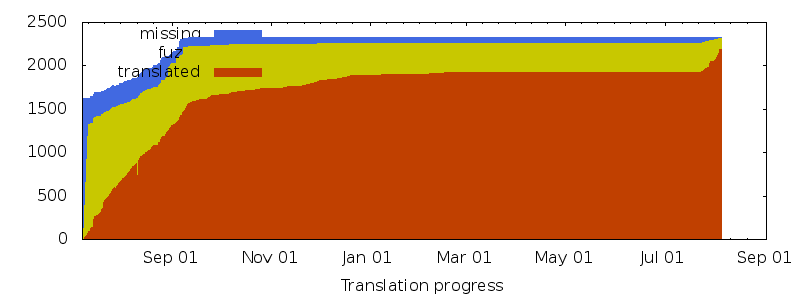 2500
2000
1500
1000
500
0
missing
fuz
translated
Sep 01 Nov 01 Jan 01 Mar 01 May 01 Jul 01 Sep 01
Translation progress